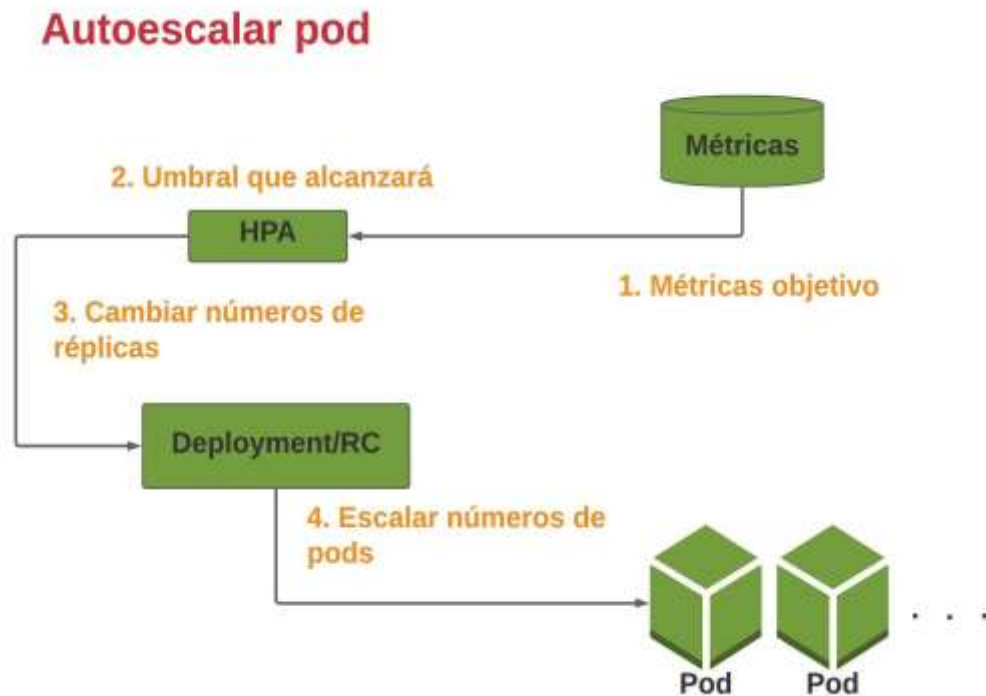 Autoescalar pod
Métricas
2. Umbral que alcanzará
HPA
1. Métricas objetivo
3. Cambiar números de
réplicas
Deployment/RC
4. Escalar números de
pods
. . .
Pod
Pod